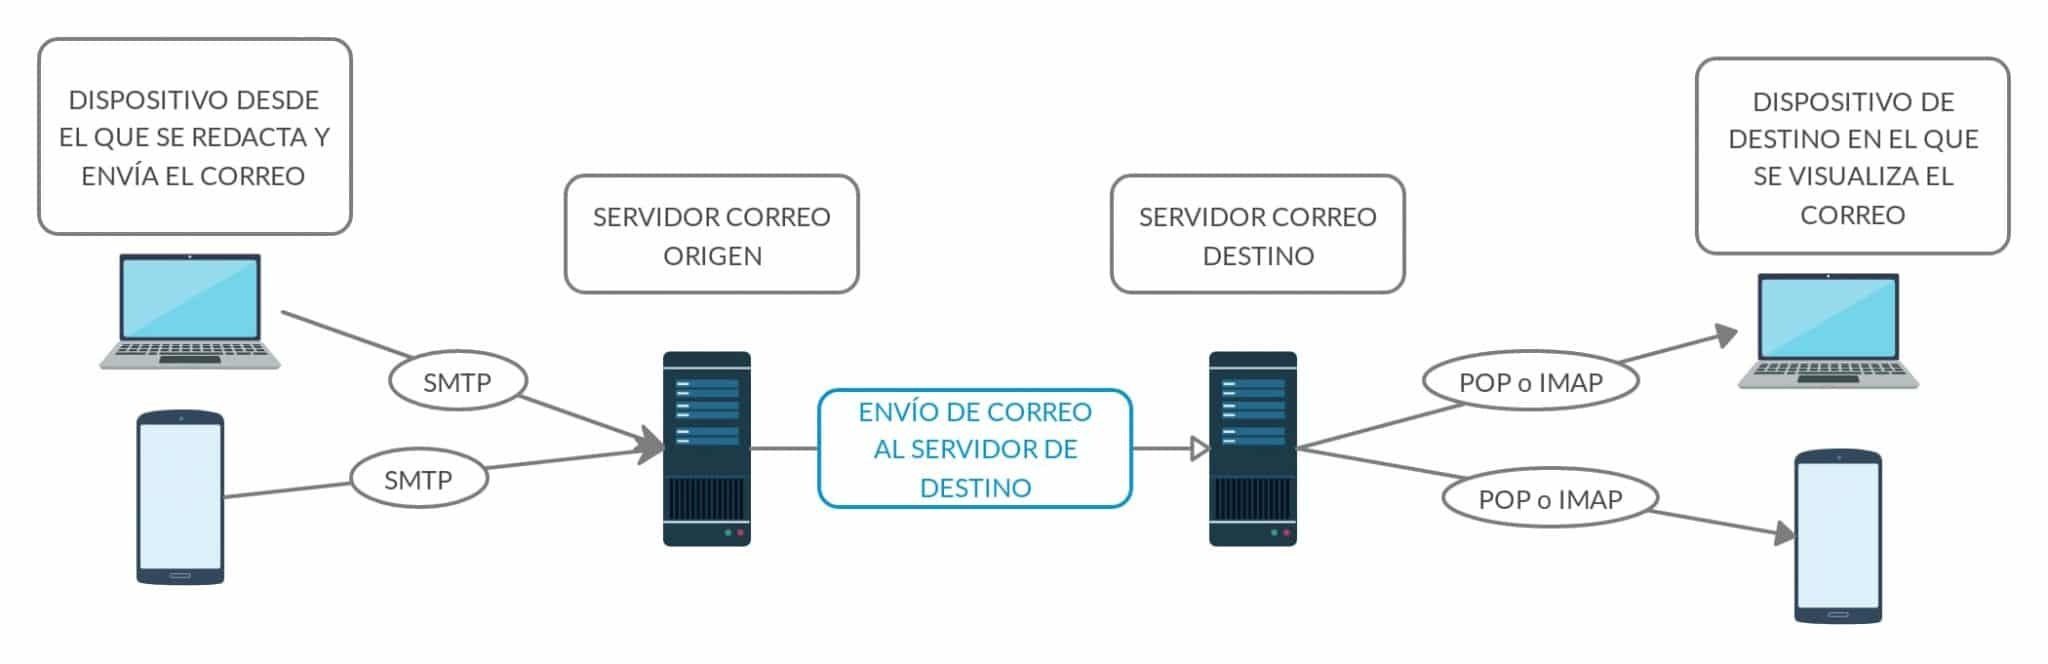 DISPOSITIVO DESDE
EL QUE SE REDACTA Y
ENVÍA EL CORREO
SERVIDOR CORREO
ORIGEN
SERVIDOR CORREO
DESTINO
DISPOSITIVO DE
DESTINO EN EL QUE
SE VISUALIZA EL
CORREO
SMTP
SMTP
ENVÍO DE CORREO
AL SERVIDOR DE
DESTINO
POP o IMAP
POP o IMAP